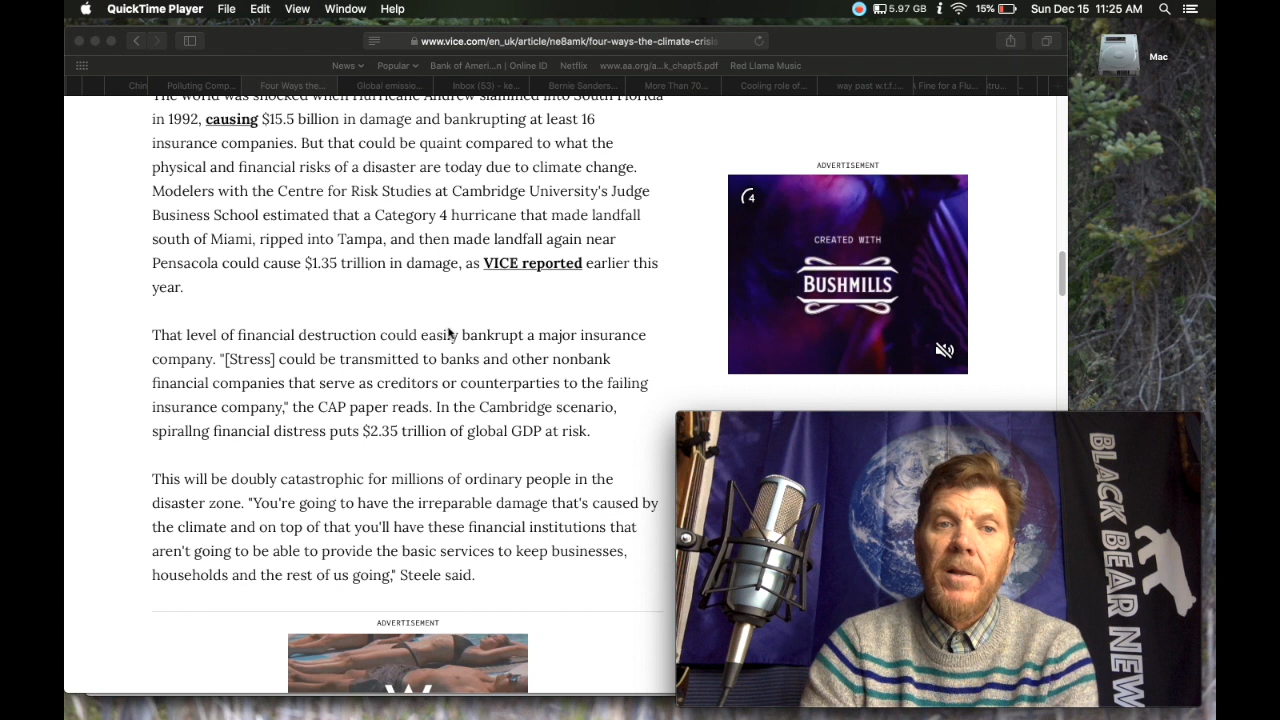 QuickTime Player File Edit View Window Help 5.97 GB 15% Sun Dec 15 11:25 AM
www.vice.com/en_uk/article/ne8amk/four-ways-the-climate-crisis
Mac
News Popular Bank of Ameri...n | Online ID Netflix www.aa.org/a...k_chapt5.pdf Red Llama Music
Polluting Comp... Four Ways the... Global emissio... Inbox (53) – ke... Bernie Sanders... More Than 70... Cooling role of... way past w.t.f.:...
The world was shocked when Hurricane Andrew slammed into South Florida
in 1992, causing $15.5 billion in damage and bankrupting at least 16
insurance companies. But that could be quaint compared to what the
physical and financial risks of a disaster are today due to climate change.
Modelers with the Centre for Risk Studies at Cambridge University's Judge
Business School estimated that a Category 4 hurricane that made landfall
south of Miami, ripped into Tampa, and then made landfall again near
Pensacola could cause $1.35 trillion in damage, as VICE reported earlier this
year.
That level of financial destruction could easily bankrupt a major insurance
company. "[Stress] could be transmitted to banks and other nonbank
financial companies that serve as creditors or counterparties to the failing
insurance company," the CAP paper reads. In the Cambridge scenario,
spirallng financial distress puts $2.35 trillion of global GDP at risk.
This will be doubly catastrophic for milions of ordinary people in the
disaster zone. "You're going to have the irreparable damage that's caused by
the climate and on top of that you'll have these financial institutions that
aren't going to be able to provide the basic services to keep businesses,
households and the rest of us going," Steele said.
ADVERTISEMENT
ADVERTISEMENT
4
CREATED WITH
BUSHMILLS
BLACK BEAR NEW